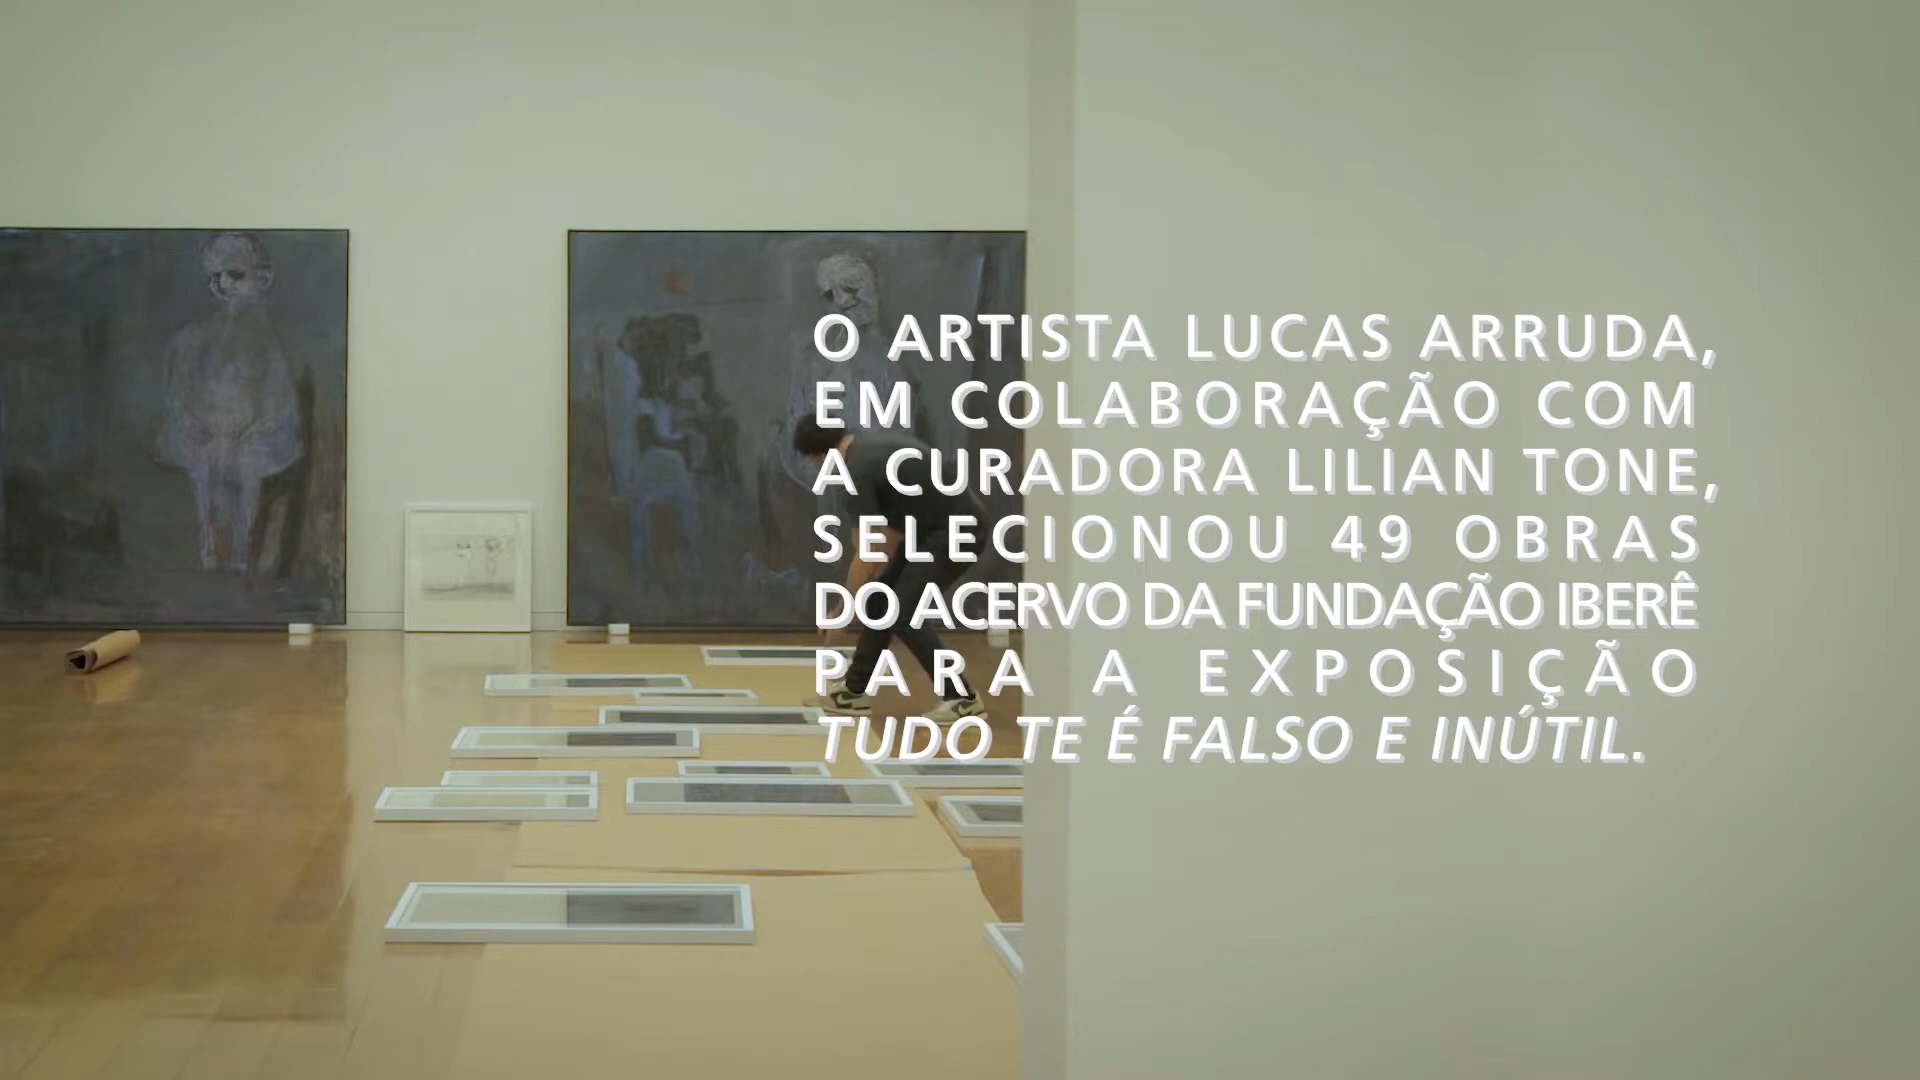 O ARTISTA LUCAS ARRUDA,
EM COLABORAÇÃO COM
A CURADORA LILIAN TONE,
SELECIONOU 49 OBRAS
DO ACERVO DA FUNDAÇÃO IBERÊ
PARA A EXPOSIÇÃO
TUDO TE É FALSO E INÚTIL.